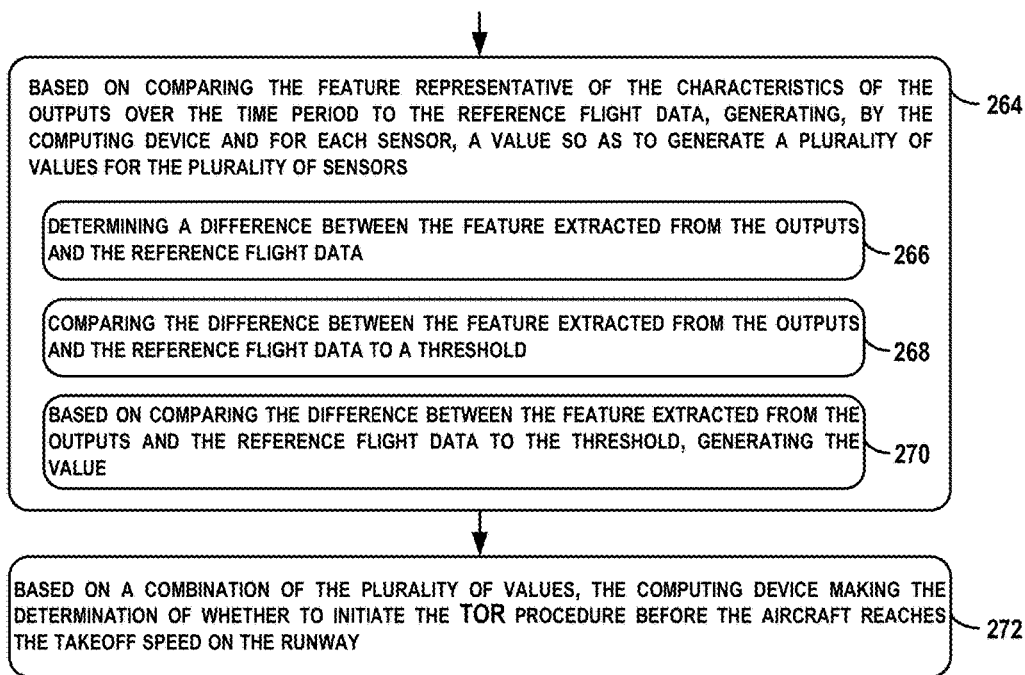 BASED ON COMPARING THE FEATURE REPRESENTATIVE OF THE CHARACTERISTICS OF THE
OUTPUTS OVER THE TIME PERIOD TO THE REFERENCE FLIGHT DATA, GENERATING, BY THE
COMPUTING DEVICE AND FOR EACH SENSOR, A VALUE SO AS TO GENERATE A PLURALITY OF
VALUES FOR THE PLURALITY OF SENSORS
264
DETERMINING A DIFFERENCE BETWEEN THE FEATURE EXTRACTED FROM THE OUTPUTS
AND THE REFERENCE FLIGHT DATA
266
COMPARING THE DIFFERENCE BETWEEN THE FEATURE EXTRACTED FROM THE OUTPUTS
AND THE REFERENCE FLIGHT DATA TO A THRESHOLD
268
BASED ON COMPARING THE DIFFERENCE BETWEEN THE FEATURE EXTRACTED FROM THE
OUTPUTS AND THE REFERENCE FLIGHT DATA TO THE THRESHOLD, GENERATING THE
VALUE
270
BASED ON A COMBINATION OF THE PLURALITY OF VALUES, THE COMPUTING DEVICE MAKING THE
DETERMINATION OF WHETHER TO INITIATE THE TOR PROCEDURE BEFORE THE AIRCRAFT REACHES
THE TAKEOFF SPEED ON THE RUNWAY
272